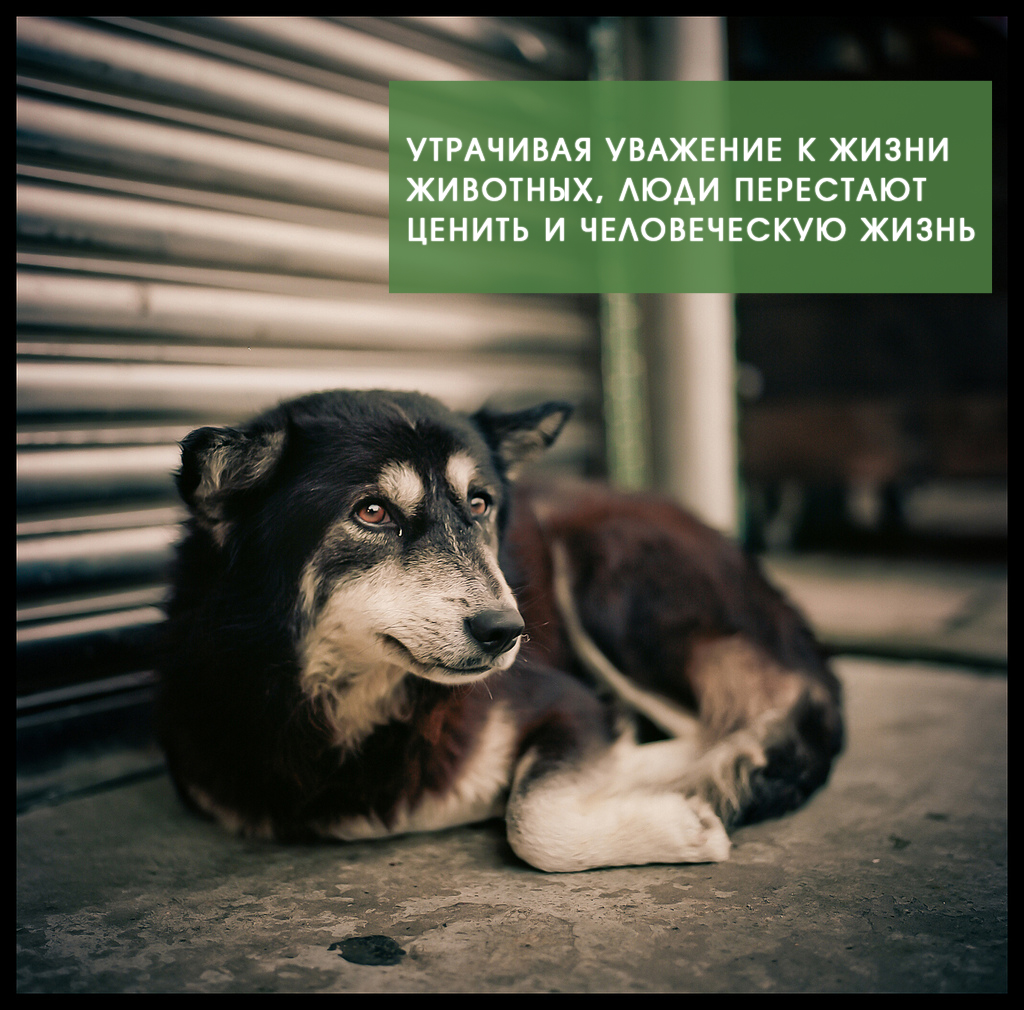 УТРАЧИВАЯ УВАЖЕНИЕ К ЖИЗНИ
ЖИВОТНЫХ, ЛЮДИ ПЕРЕСТАЮТ
ЦЕНИТЬ И ЧЕЛОВЕЧЕСКУЮ ЖИЗНЬ